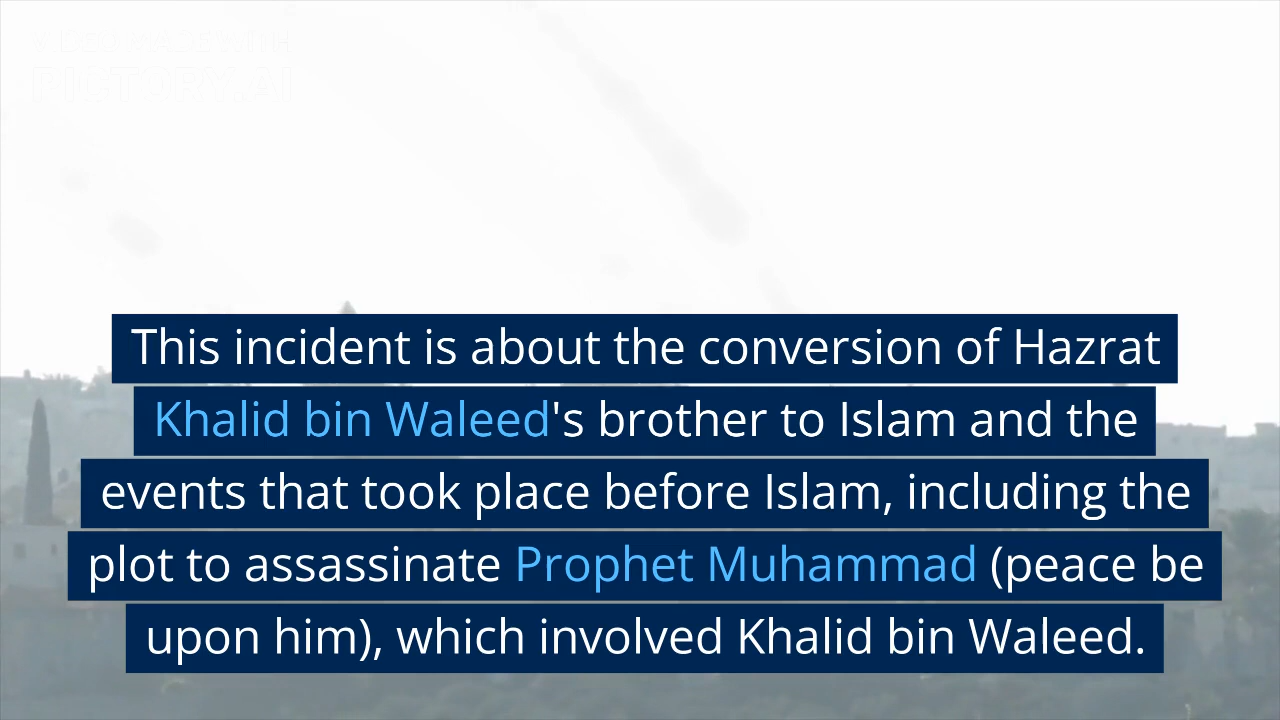 PICTORY.AI
This incident is about the conversion of Hazrat
Khalid bin Waleed's brother to Islam and the
events that took place before Islam, including the
plot to assassinate Prophet Muhammad (peace be
upon him), which involved Khalid bin Waleed.